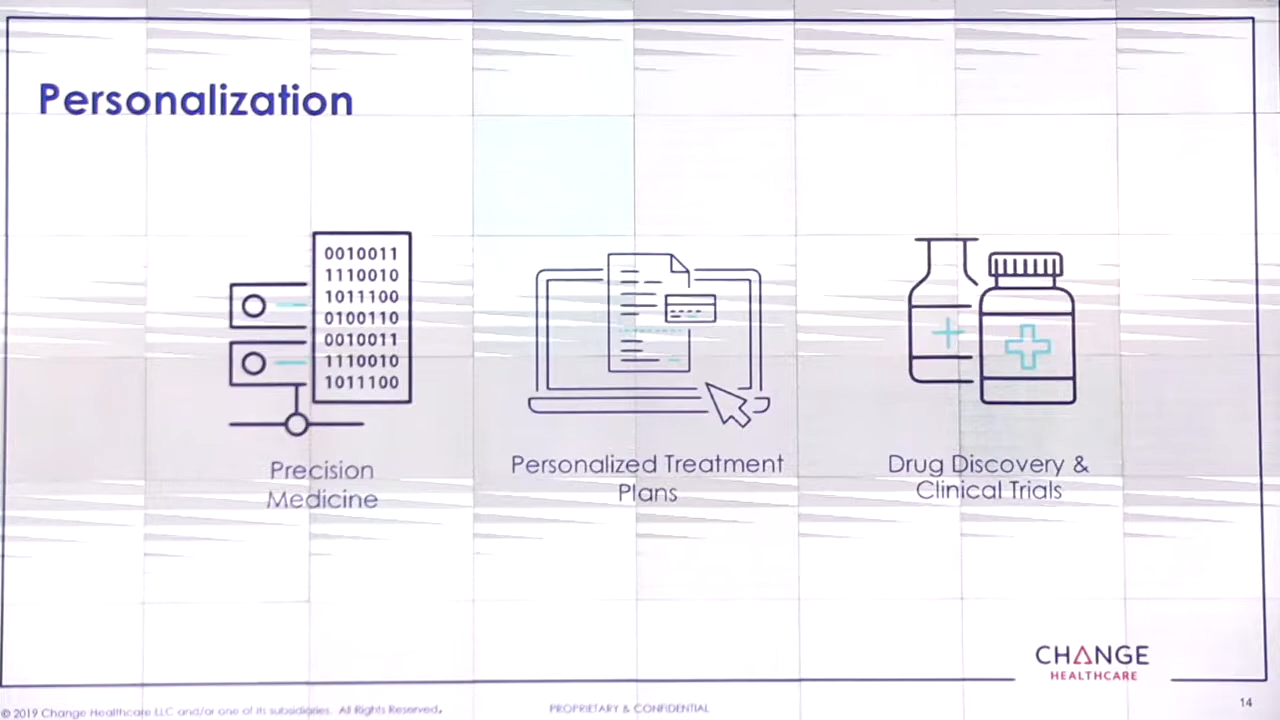 Personalization
0010011
1110010
1011100
0100110
0010011
1110010
1011100
Precision
Medicine
Personalized Treatment
Plans
Drug Discovery &
Clinical Trials
CHANGE
HEALTHCARE
© 2019 Change Healthcare LLC and/or one of its subsidiaries. All Rights Reserved.
PROPRIETARY & CONFIDENTIAL
14